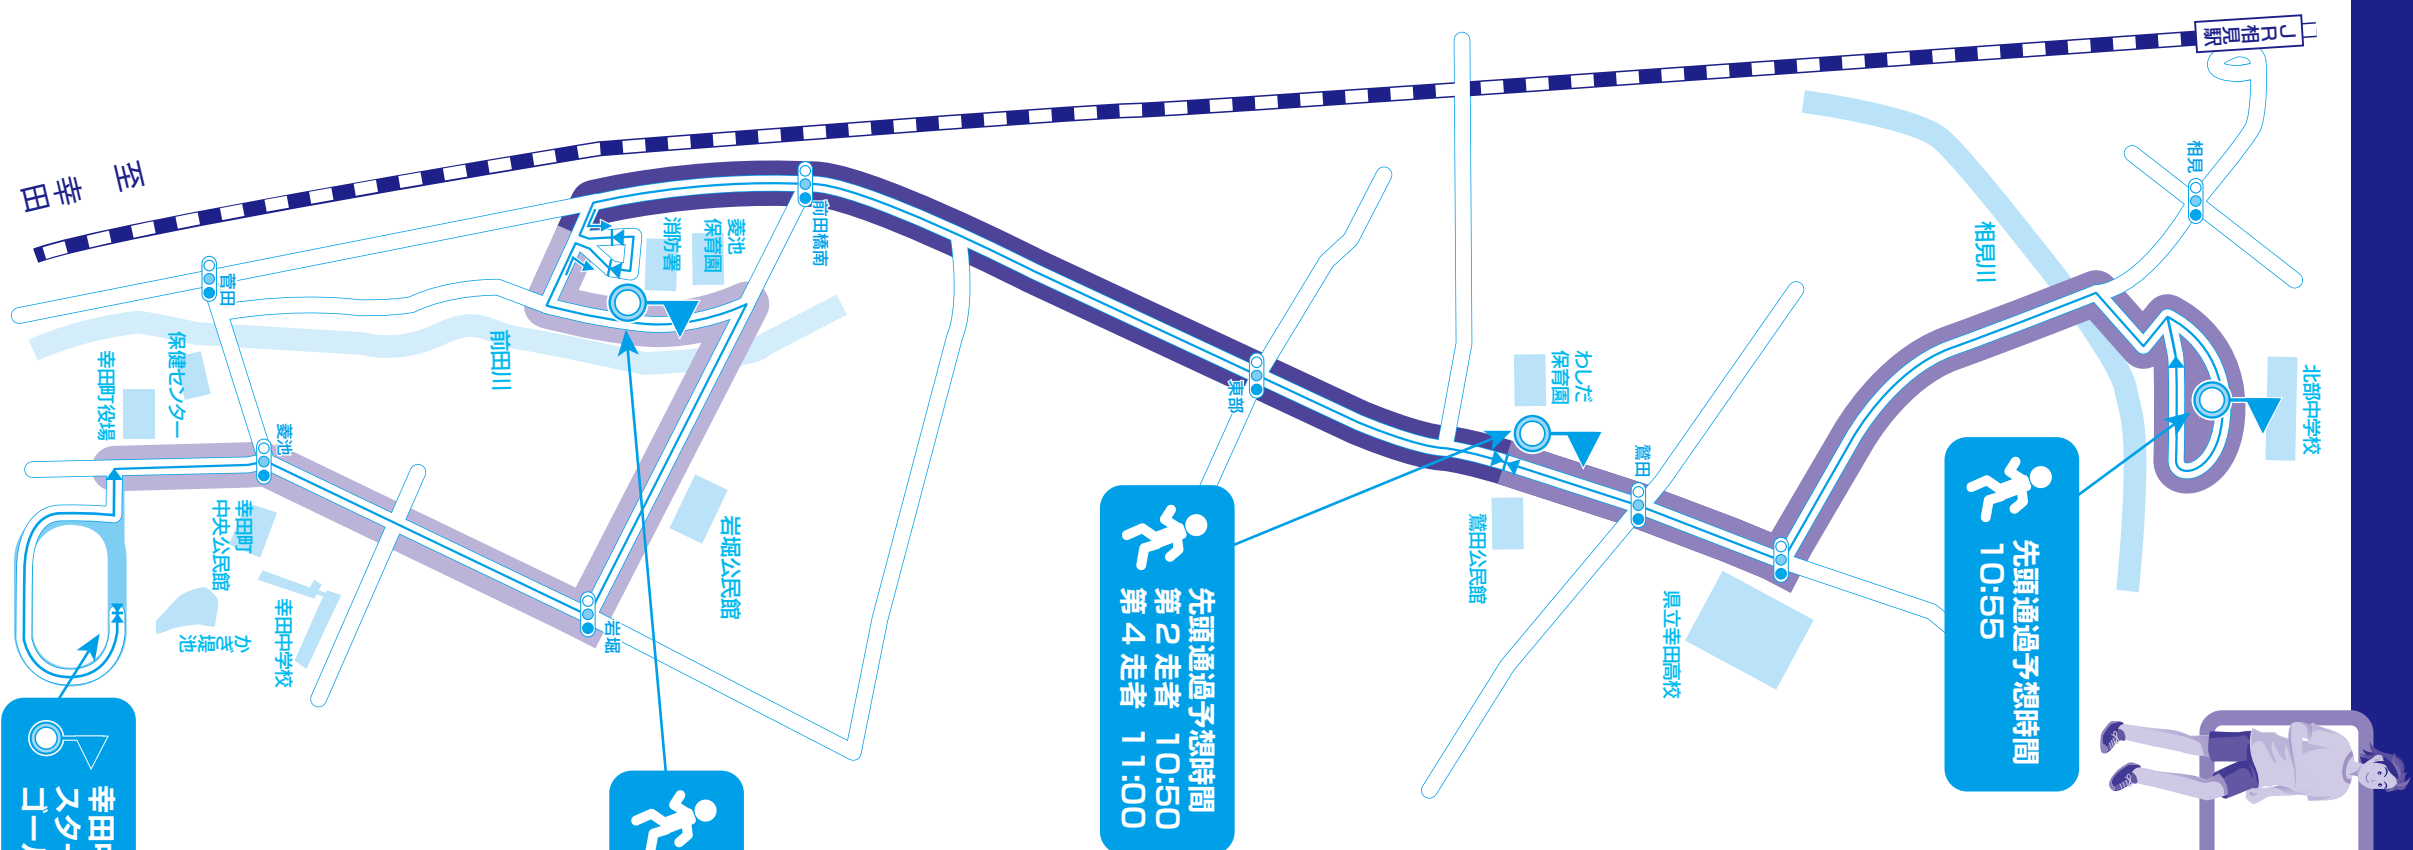 JR相見駅
相見
相見川
北部中学校
先頭通過予想時間
10:55
わしだ
保育園
鷲田
鷲田公民館
県立幸田高校
先頭通過予想時間
第2走者 10:50
第4走者 11:00
東部
前田橋南
菱池
保育園
消防署
岩堀公民館
岩堀
前田川
至 幸田
菅田
保健センター
幸田町役場
菱池
幸田町
中央公民館
幸田中学校
かき堤池
幸田
スター
ゴー